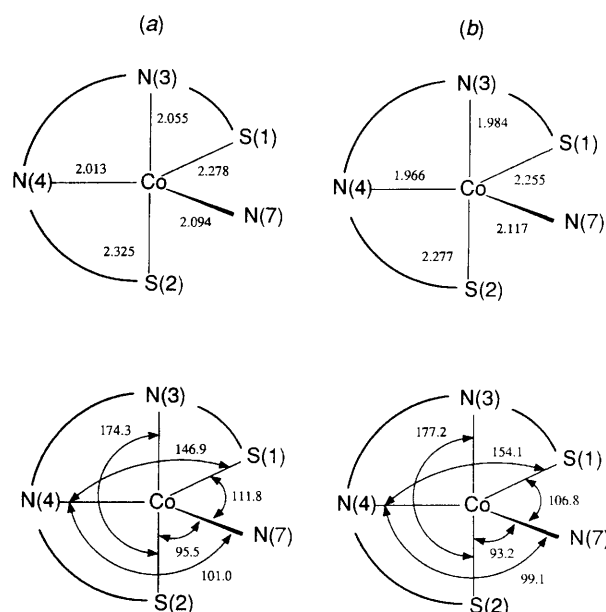 (a)
N(3)
2.055
S(1)
N(4)
2.013
Co
2.278
2.094
N(7)
2.325
S(2)
(b)
N(3)
1.984
S(1)
N(4)
1.966
Co
2.255
2.117
N(7)
2.277
S(2)
N(3)
174.3
146.9
S(1)
N(4)
Co
111.8
N(7)
95.5
101.0
S(2)
N(3)
177.2
154.1
S(1)
N(4)
Co
106.8
N(7)
93.2
99.1
S(2)